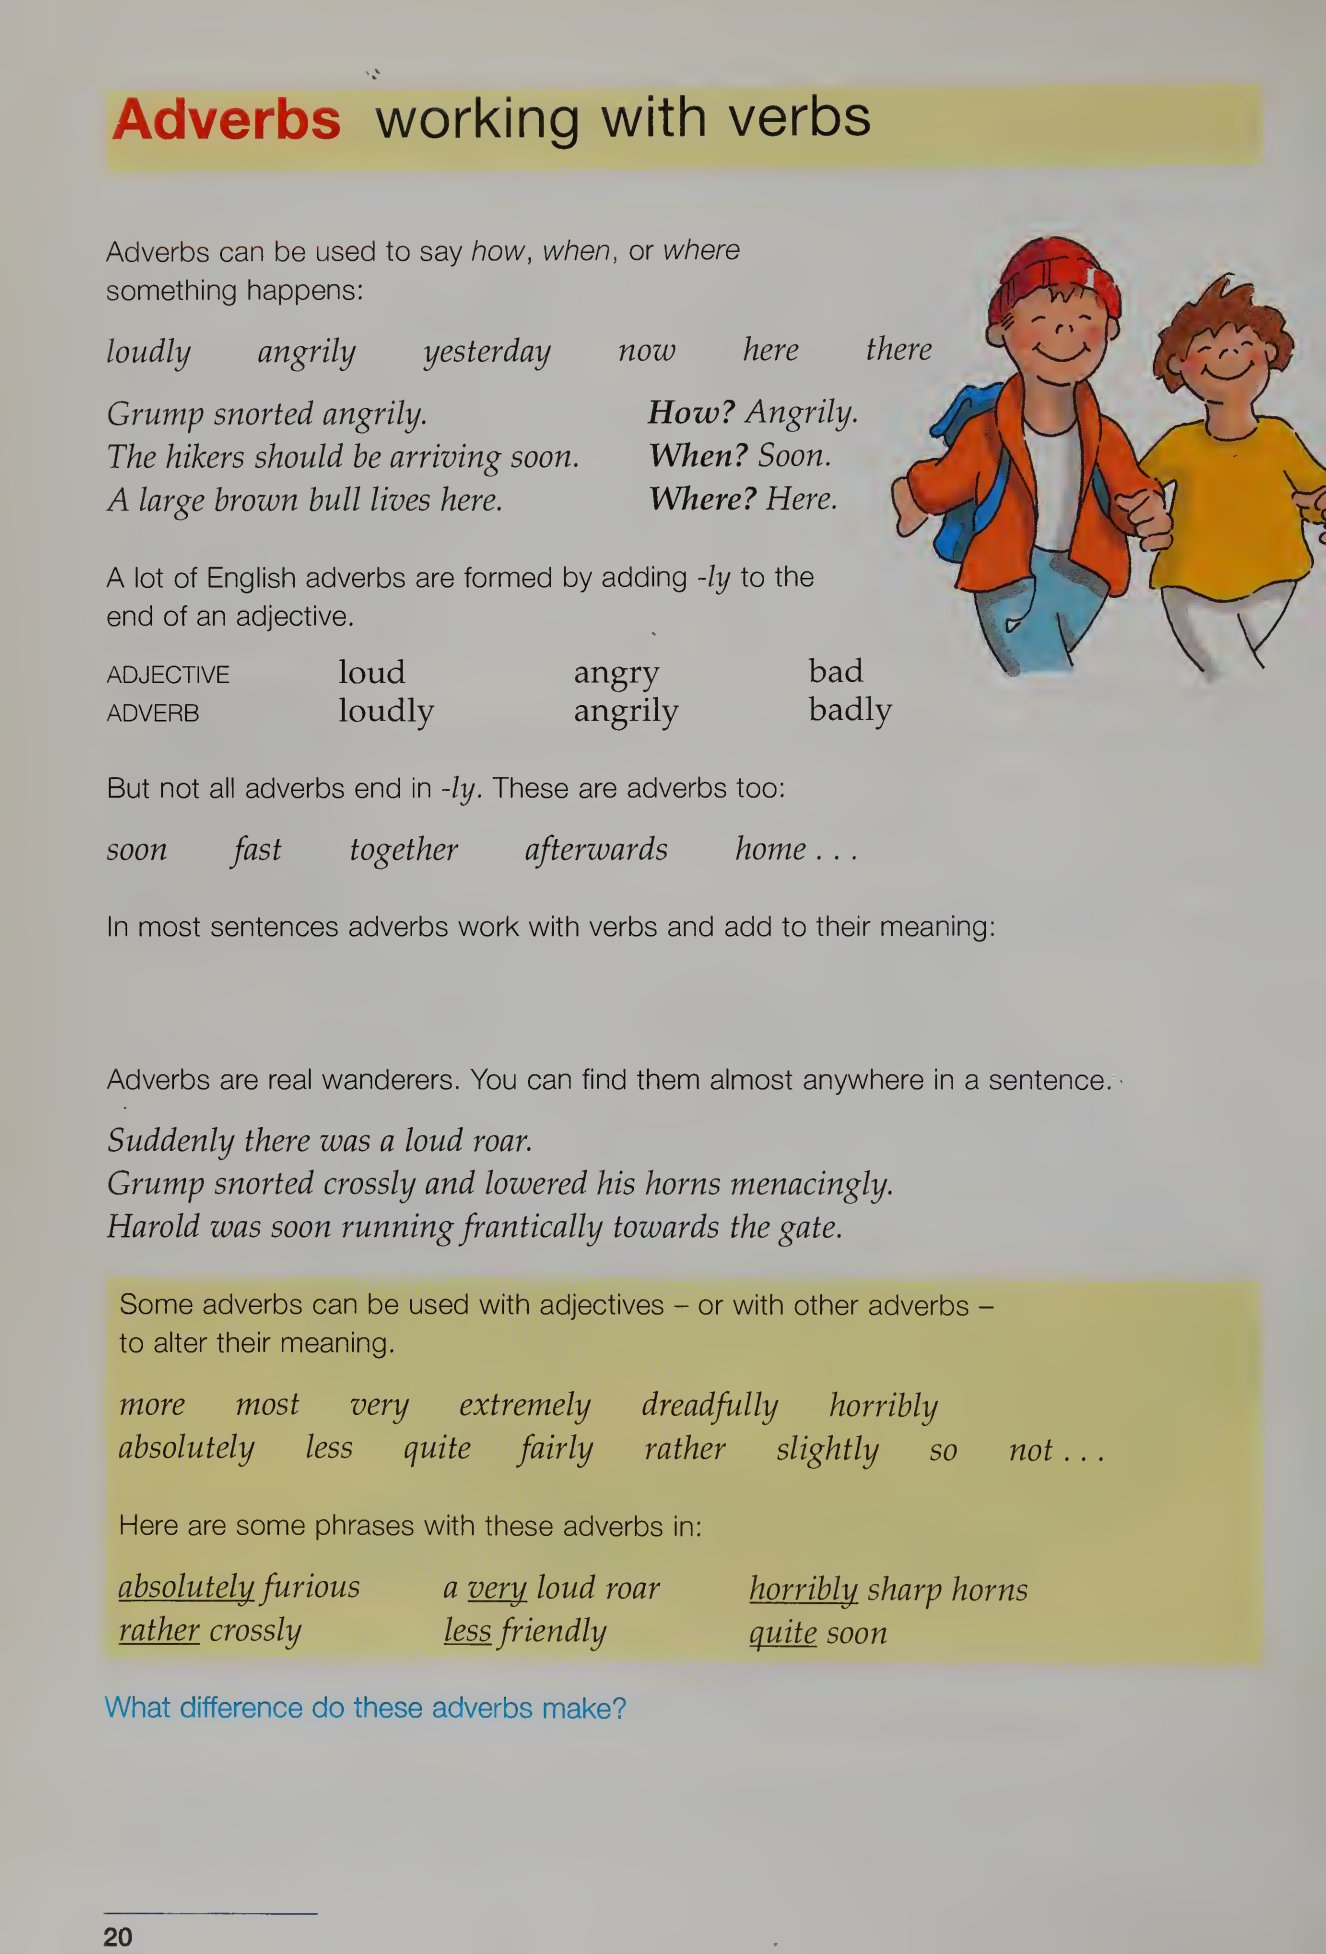 Adverbs working with verbs
Adverbs can be used to say how, when, or where
something happens:
loudly angrily yesterday now here there
Grump snorted angrily. How? Angrily.
The hikers should be arriving soon. When? Soon.
A large brown bull lives here. Where? Here.
A lot of English adverbs are formed by adding -ly to the
end of an adjective.
ADJECTIVE loud angry bad
ADVERB loudly angrily badly
But not all adverbs end in -ly. These are adverbs too:
soon fast together afterwards home . . .
In most sentences adverbs work with verbs and add to their meaning:
Adverbs are real wanderers. You can find them almost anywhere in a sentence.
Suddenly there was a loud roar.
Grump snorted crossly and lowered his horns menacingly.
Harold was soon running frantically towards the gate.
Some adverbs can be used with adjectives – or with other adverbs –
to alter their meaning.
more most very extremely dreadfully horribly
absolutely less quite fairly rather slightly so not . . .
Here are some phrases with these adverbs in:
absolutely furious a very loud roar horribly sharp horns
rather crossly less friendly quite soon
What difference do these adverbs make?
20